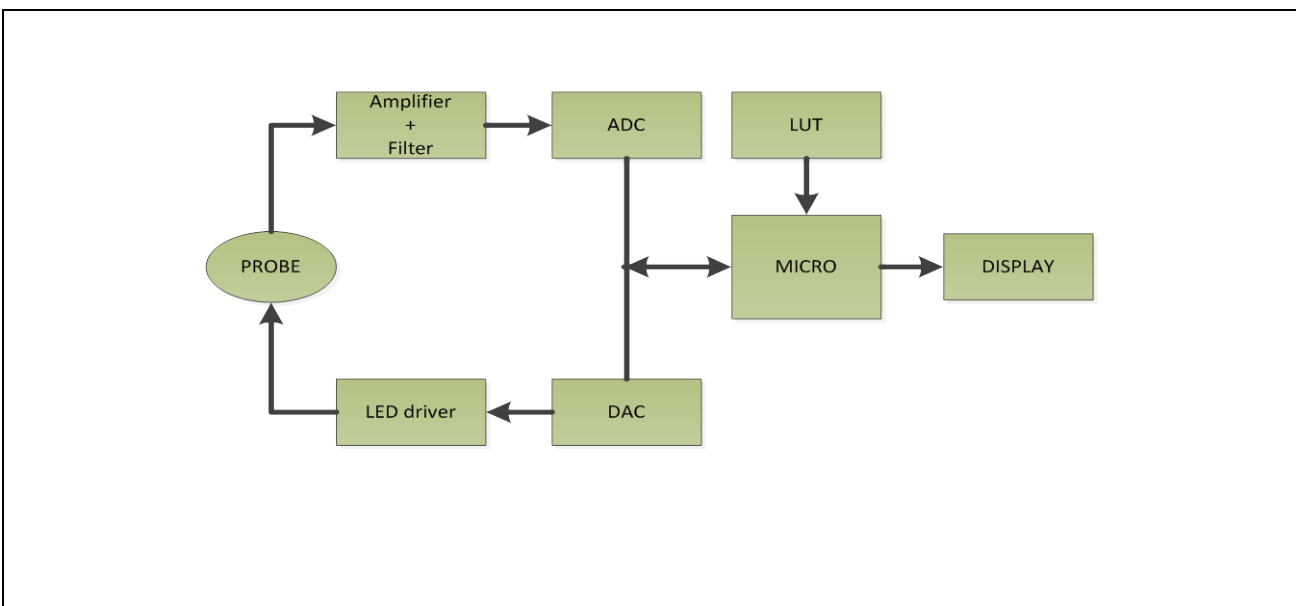 Amplifier
+
Filter
ADC
LUT
PROBE
MICRO
DISPLAY
LED driver
DAC